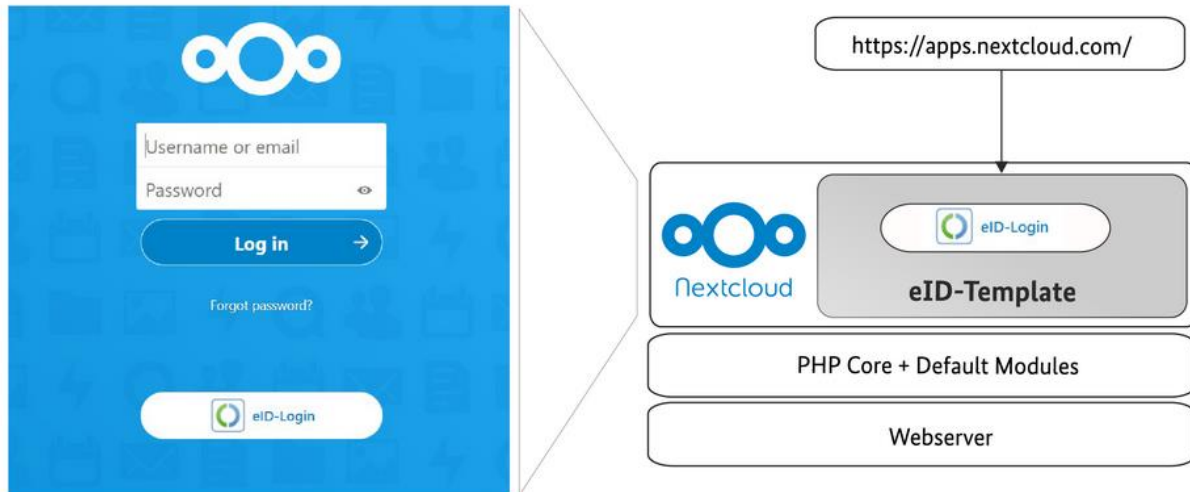 Username or email
Password
Log in
Forgot password?
eID-Login
https://apps.nextcloud.com/
Nextcloud
eID-Login
eID-Template
PHP Core + Default Modules
Webserver